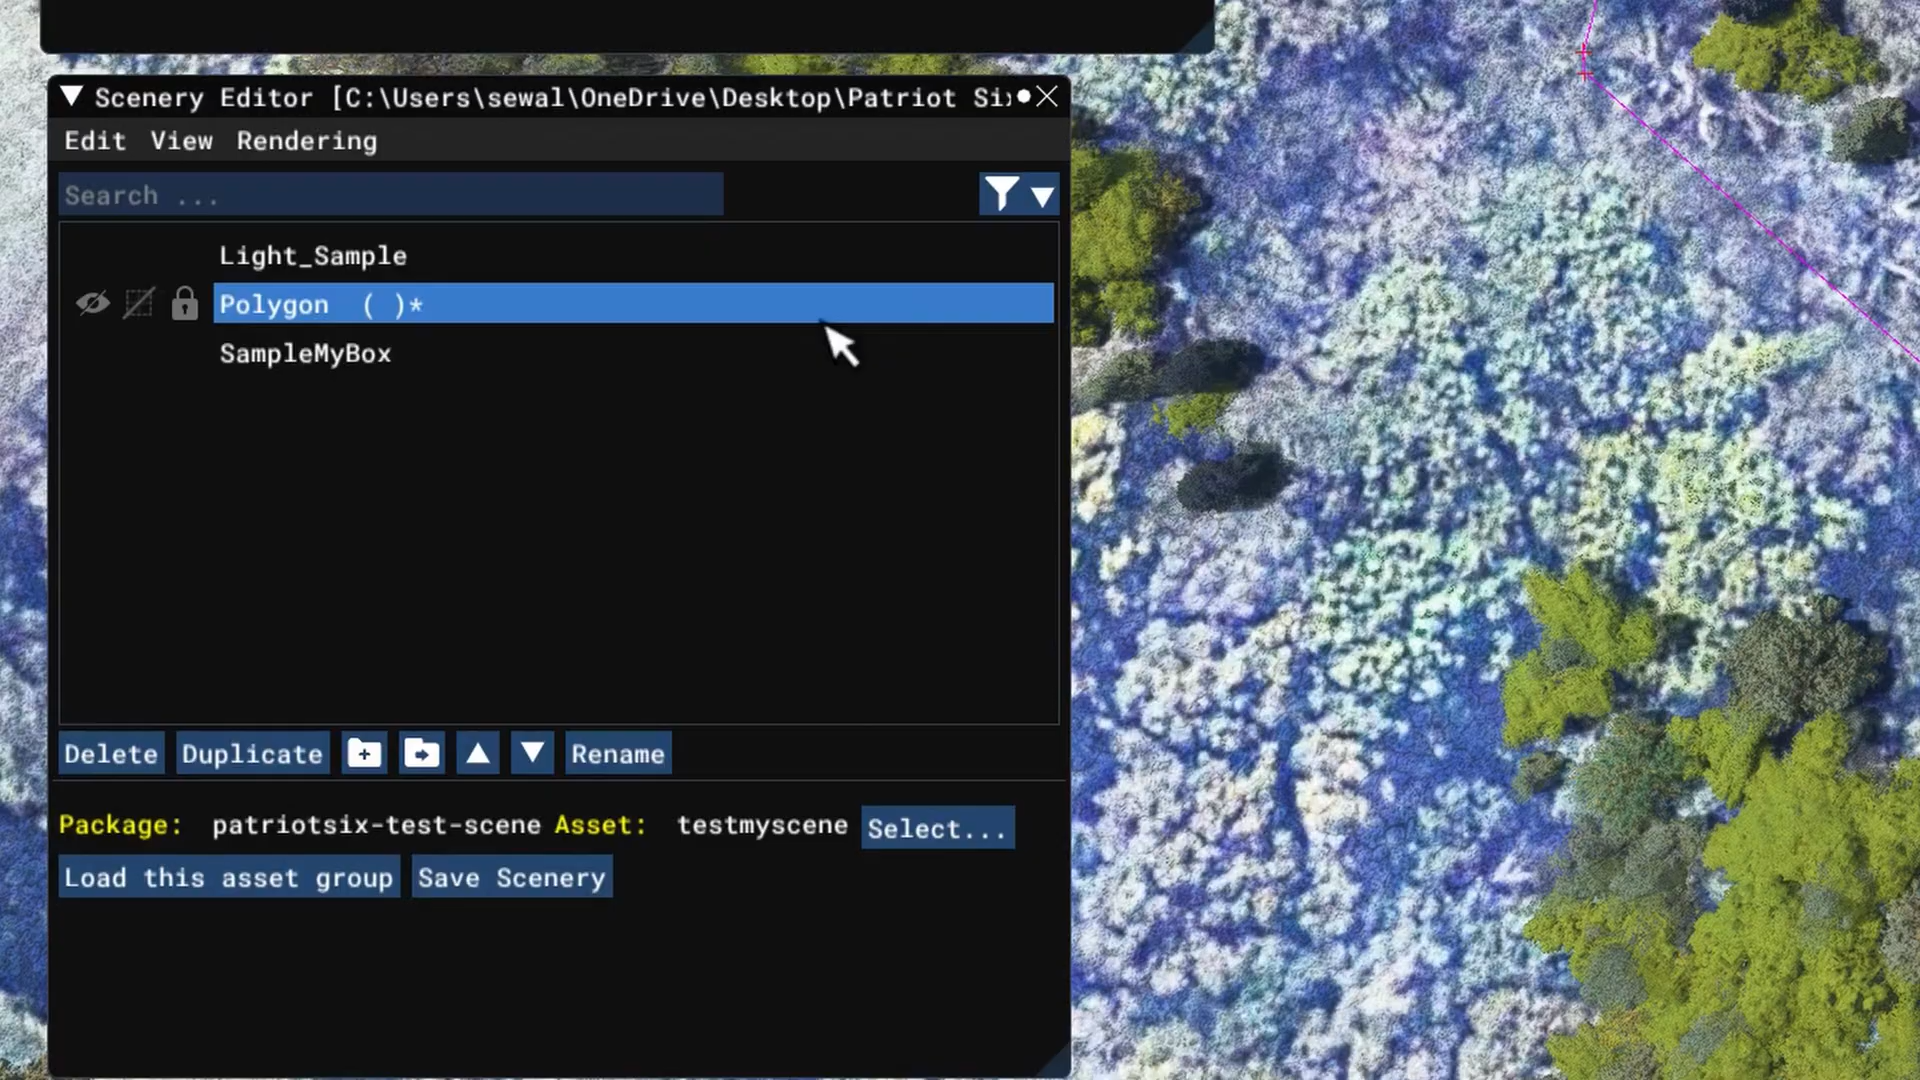 Scenery Editor [C:\Users\sewal\OneDrive\Desktop\Patriot Si
Edit View Rendering
Search ...
Light_Sample
Polygon ( )*
SampleMyBox
Delete Duplicate Rename
Package: patriotsix-test-scene Asset: testmyscene Select...
Load this asset group Save Scenery